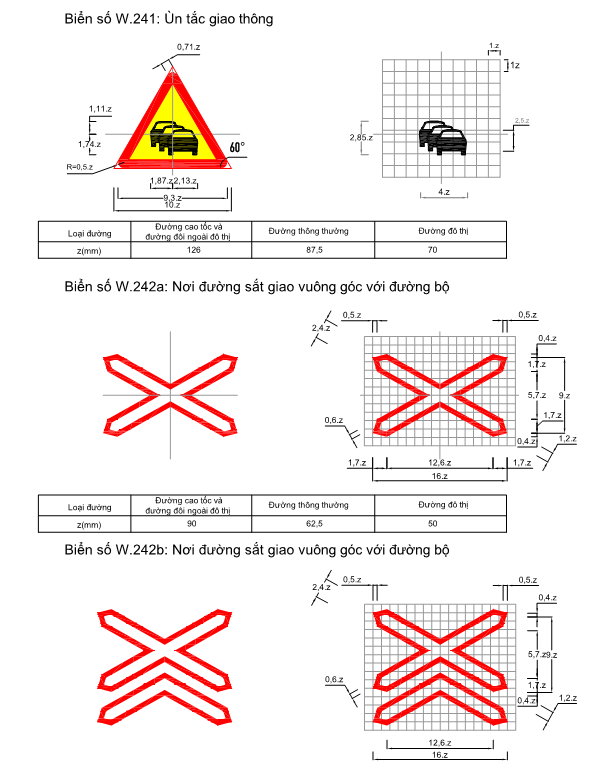 Biển số W.241: Ùn tắc giao thông
0,71.z
1.z
1z
1,11.z
1,74.z
R=0,5.z
60°
2,85.z
2,5.z
1,87.z
2,13.z
9,3.z
10.z
4.z
Loại đường
Đường cao tốc và
đường đôi ngoài đô thị
Đường thông thường
Đường đô thị
z(mm)
126
87,5
70
Biển số W.242a: Nơi đường sắt giao vuông góc với đường bộ
0,5.z
0,5.z
2,4.z
0,4.z
1,7.z
5,7.z
9.z
1,7.z
0,6.z
0,4.z
1,2.z
1,7.z
12,6.z
1,7.z
16.z
Loại đường
Đường cao tốc và
đường đôi ngoài đô thị
Đường thông thường
Đường đô thị
z(mm)
90
62,5
50
Biển số W.242b: Nơi đường sắt giao vuông góc với đường bộ
0,5.z
0,5.z
2,4.z
0,4.z
5,7.z
9.z
0,6.z
1,7.z
0,4.z
1,2.z
12,6.z
16.z